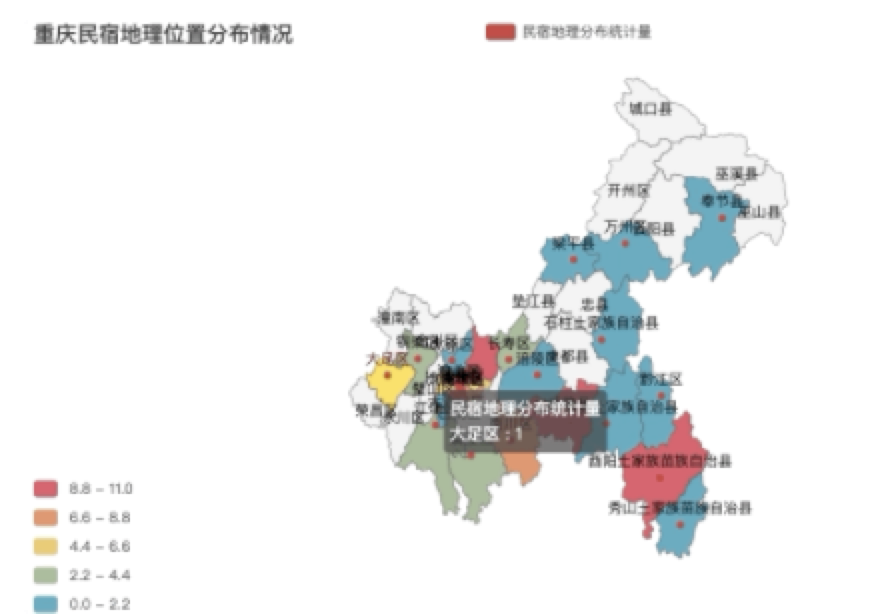 重庆民宿地理位置分布情况
民宿地理分布统计量
城口县
巫溪县
开州区
奉节县
巫山县
万州区
云阳县
梁平县
垫江县
忠县
潼南区
石柱土家族自治县
长寿区
大足区
涪陵区
丰都县
黔江区
荣昌区
永川区
民宿地理分布统计量
大足区 : 1
家族自治县
酉阳土家族苗族自治县
秀山土家族苗族自治县
8.8 - 11.0
6.6 - 8.8
4.4 - 6.6
2.2 - 4.4
0.0 - 2.2